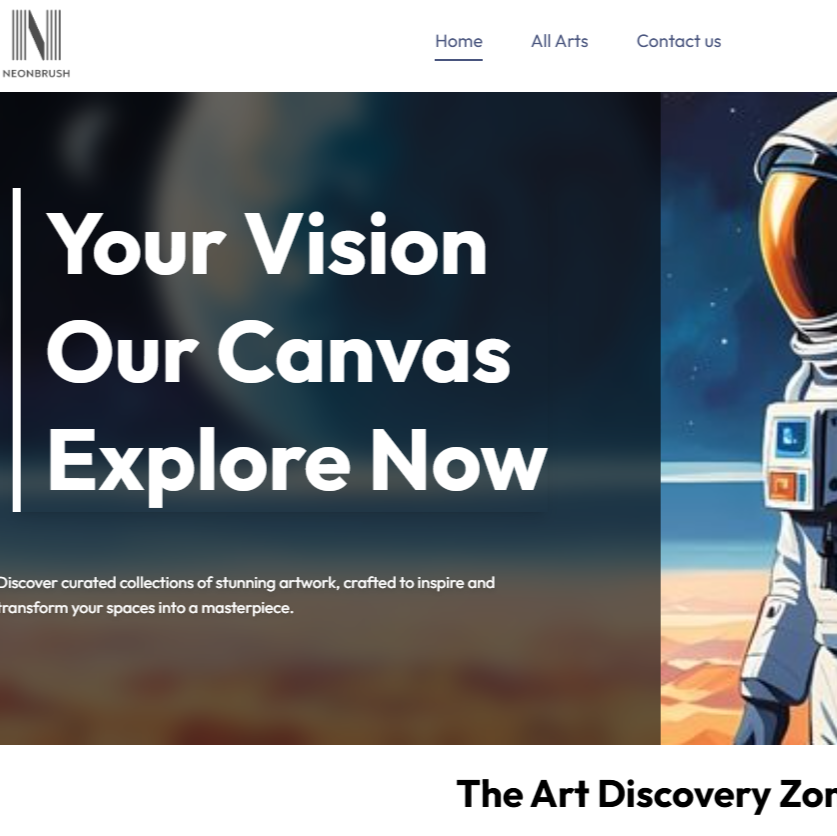 NEONBRUSH
Home
All Arts
Contact us
Your Vision
Our Canvas
Explore Now
Discover curated collections of stunning artwork, crafted to inspire and
transform your spaces into a masterpiece.
The Art Discovery Zon